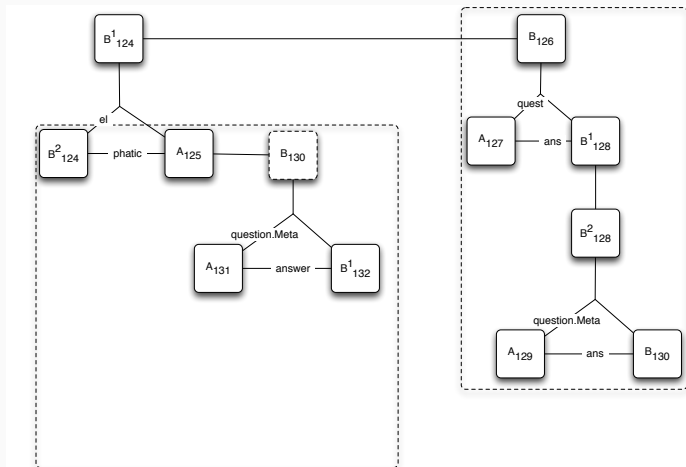 B¹₁₂₄
B₁₂₆
el
quest
B²₁₂₄
phatic
A₁₂₅
B₁₃₀
A₁₂₇
ans
B¹₁₂₈
B²₁₂₈
question.Meta
A₁₃₁
answer
B¹₁₃₂
question.Meta
A₁₂₉
ans
B₁₃₀